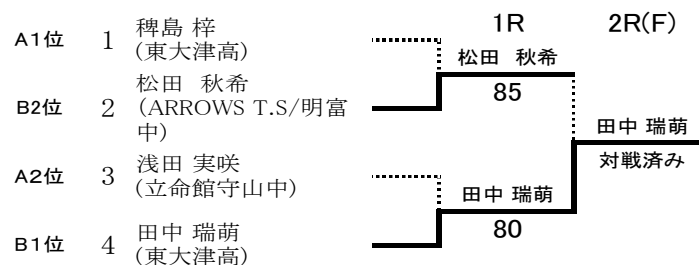 1R 2R(F)
A1位 1 稗島 梓
(東大津高)
松田 秋希
85
B2位 2 松田 秋希
(ARROWS T.S/明富
中)
田中 瑞萌
対戦済み
A2位 3 浅田 実咲
(立命館守山中)
田中 瑞萌
80
B1位 4 田中 瑞萌
(東大津高)